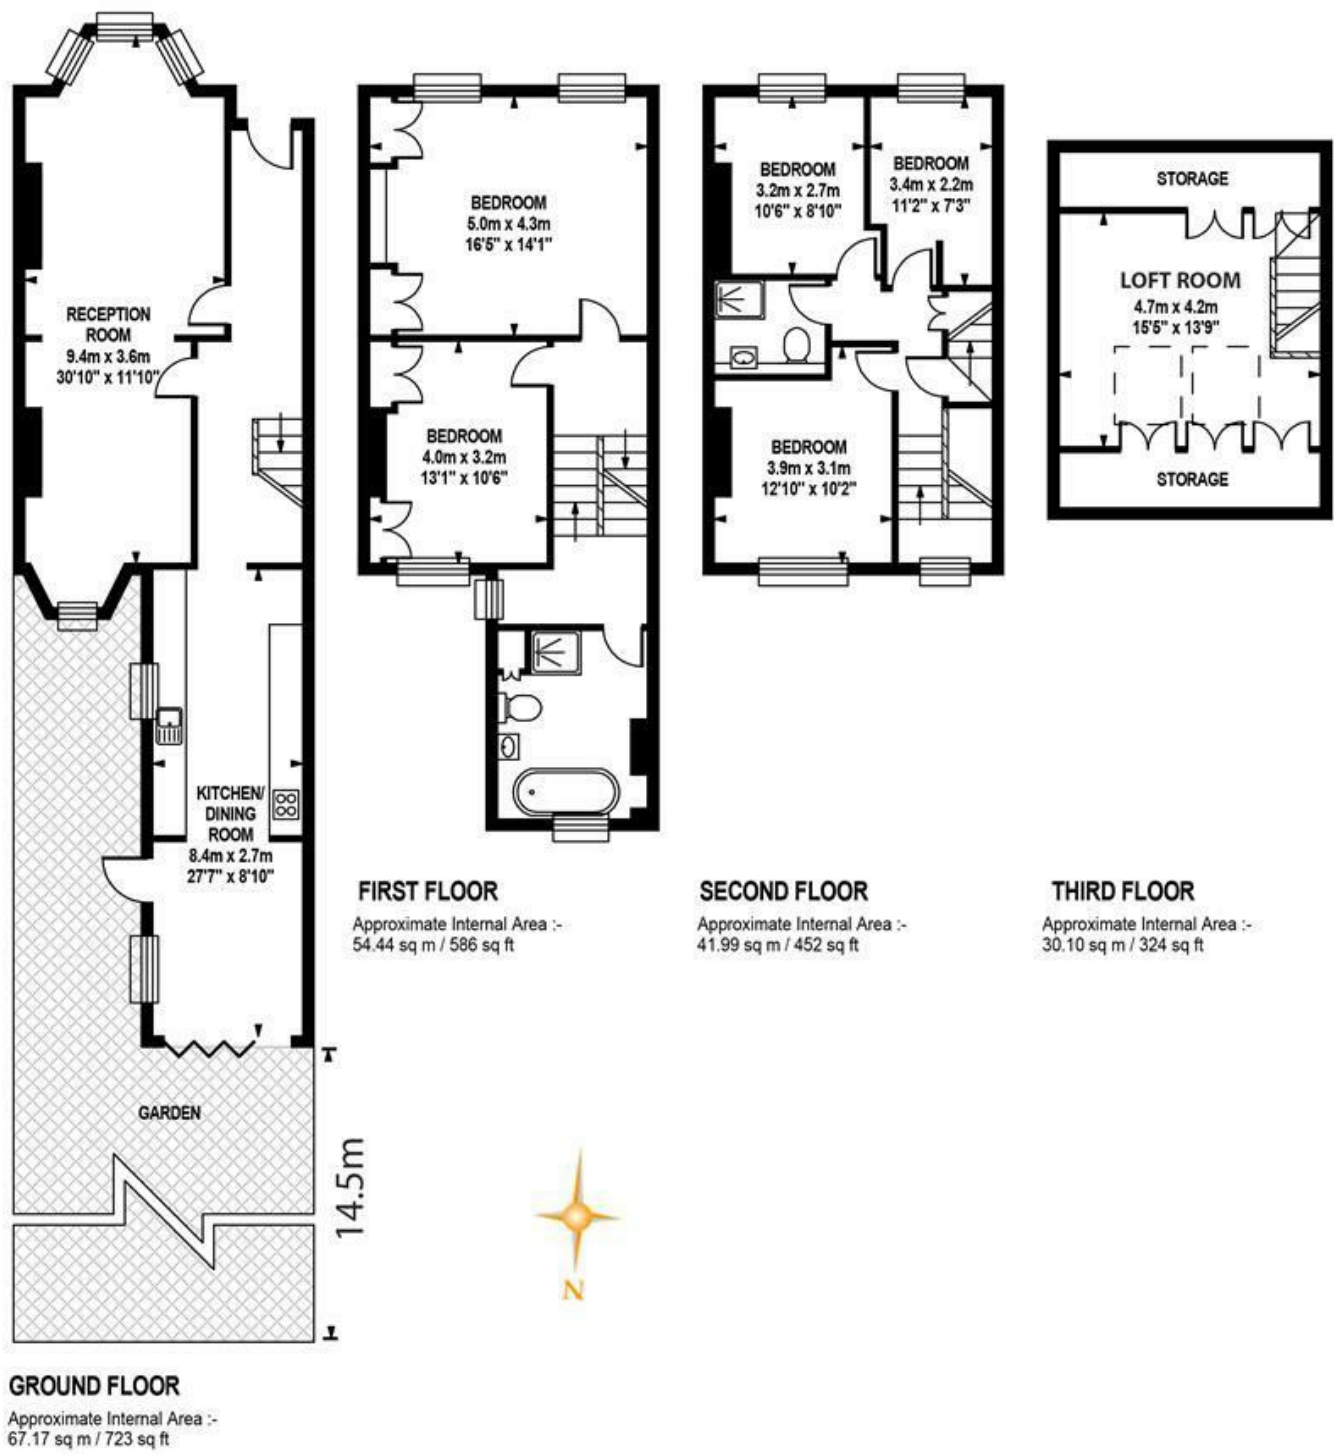 RECEPTION
ROOM
9.4m x 3.6m
30'10" x 11'10"
KITCHEN/
DINING
ROOM
8.4m x 2.7m
27'7" x 8'10"
GARDEN
14.5m
GROUND FLOOR
Approximate Internal Area :-
67.17 sq m / 723 sq ft
BEDROOM
5.0m x 4.3m
16'5" x 14'1"
BEDROOM
4.0m x 3.2m
13'1" x 10'6"
FIRST FLOOR
Approximate Internal Area :-
54.44 sq m / 586 sq ft
BEDROOM
3.2m x 2.7m
10'6" x 8'10"
BEDROOM
3.4m x 2.2m
11'2" x 7'3"
BEDROOM
3.9m x 3.1m
12'10" x 10'2"
SECOND FLOOR
Approximate Internal Area :-
41.99 sq m / 452 sq ft
STORAGE
LOFT ROOM
4.7m x 4.2m
15'5" x 13'9"
STORAGE
THIRD FLOOR
Approximate Internal Area :-
30.10 sq m / 324 sq ft
N